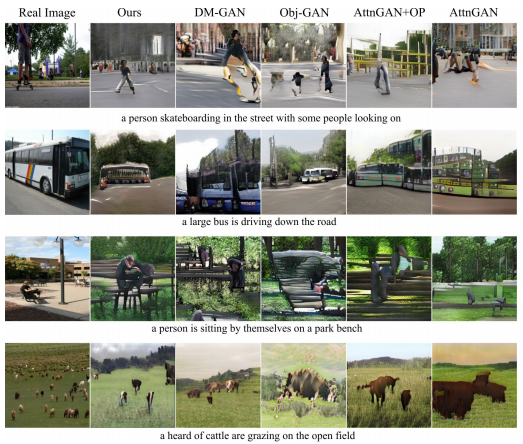 Real Image Ours DM-GAN Obj-GAN AttnGAN+OP AttnGAN
a person skateboarding in the street with some people looking on
a large bus is driving down the road
a person is sitting by themselves on a park bench
a heard of cattle are grazing on the open field